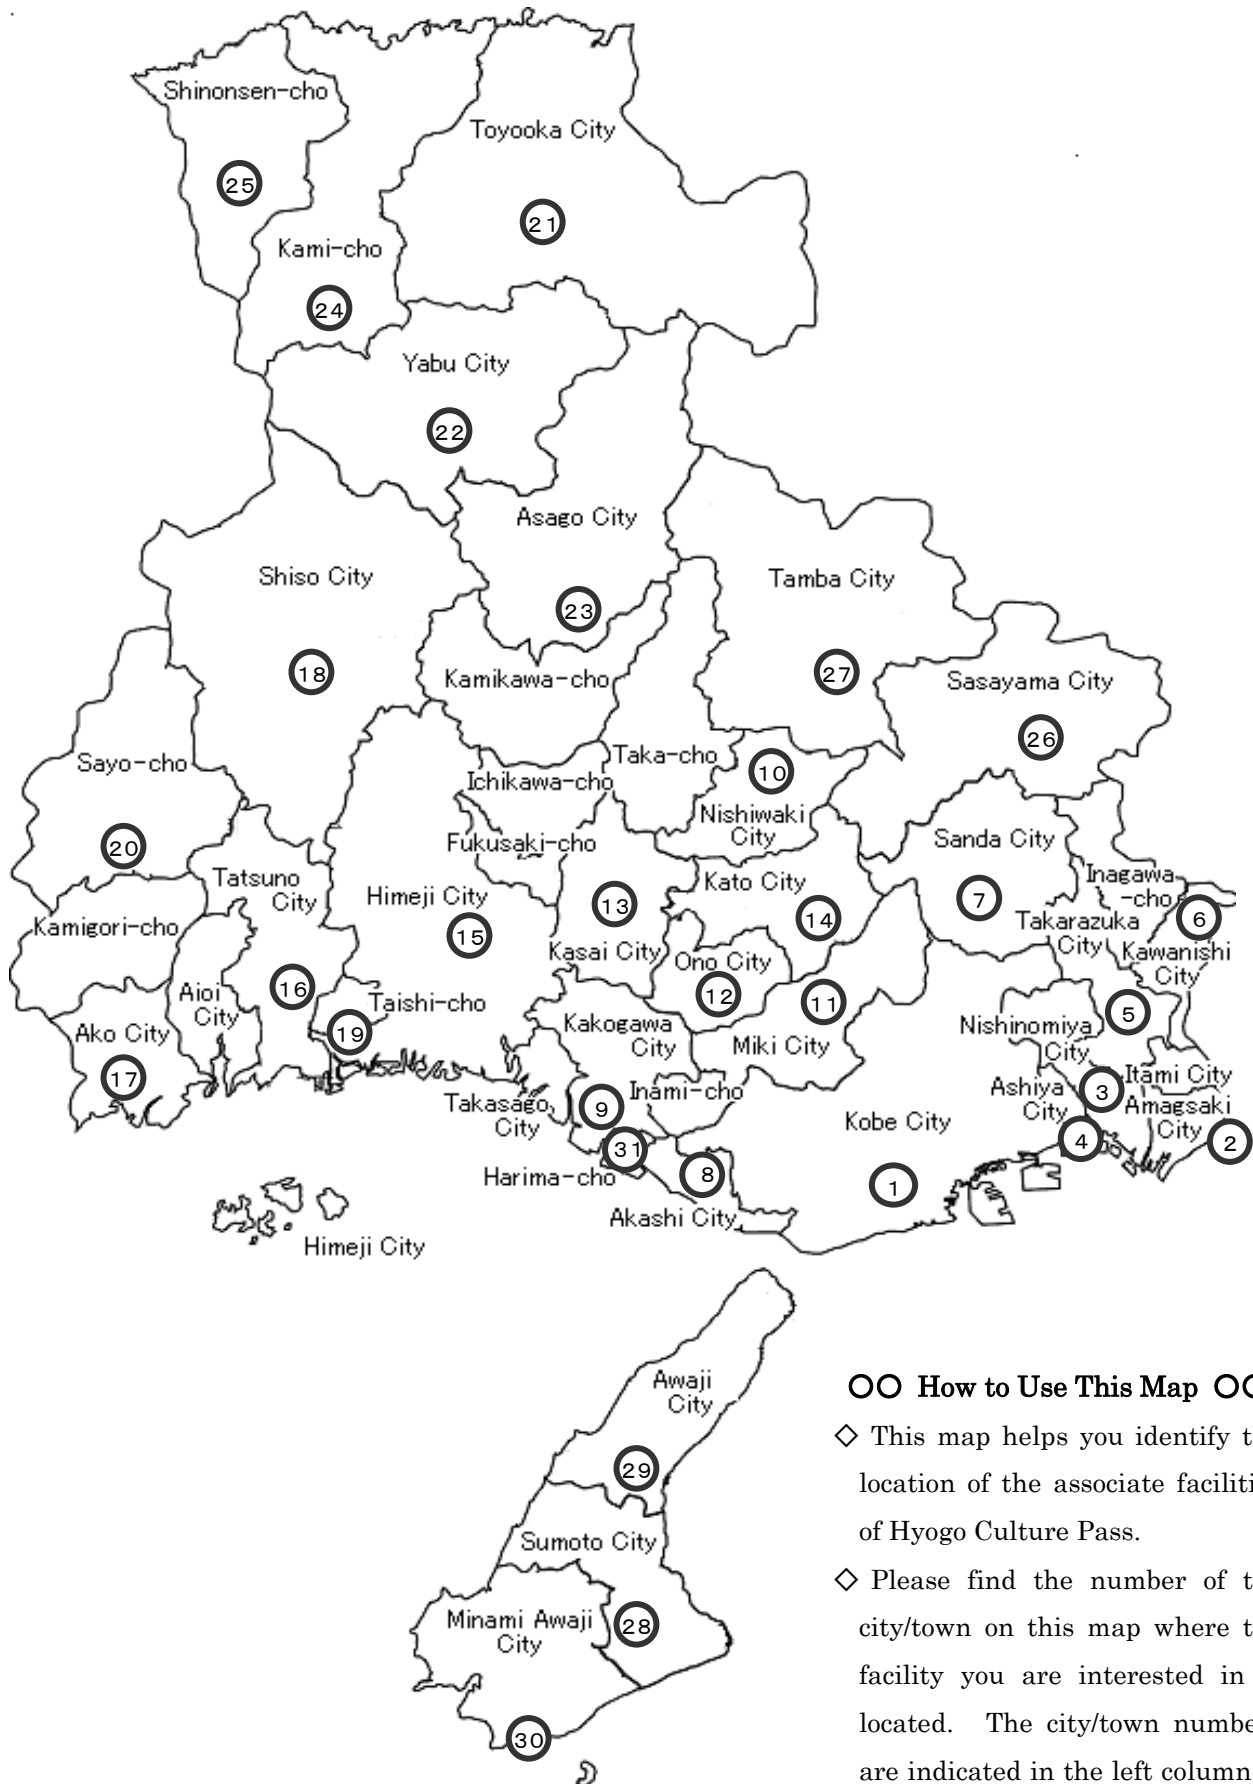 Shinonsen-cho
Toyooka City
25
21
Kami-cho
24
Yabu City
22
Asago City
Shiso City
Tamba City
23
18
Kamikawa-cho
27
Sasayama City
26
Sayo-cho
Taka-cho
10
Ichikawa-cho
Nishiwaki
City
20
Fukusaki-cho
Sanda City
Tatsuno
City
Himeji City
Kato City
Inagawa
-cho
13
7
6
Kamigori-cho
15
14
Takarazuka
City
Kasai City
Ono City
Kawanishi
City
16
12
11
Aioi
City
Taishi-cho
5
Ako City
19
Kakogawa
City
Miki City
Nishinomiya
City
17
Itami City
3
Takasago
City
9
Inami-cho
Ashiya
City
Amagsaki
City
Kobe City
4
2
31
Harima-cho
8
1
Akashi City
Himeji City
Awaji
City
29
Sumoto City
Minami Awaji
City
28
30
○○ How to Use This Map ○○
◇ This map helps you identify t
location of the associate faciliti
of Hyogo Culture Pass.
◇ Please find the number of t
city/town on this map where t
facility you are interested in
located. The city/town numbe
are indicated in the left column